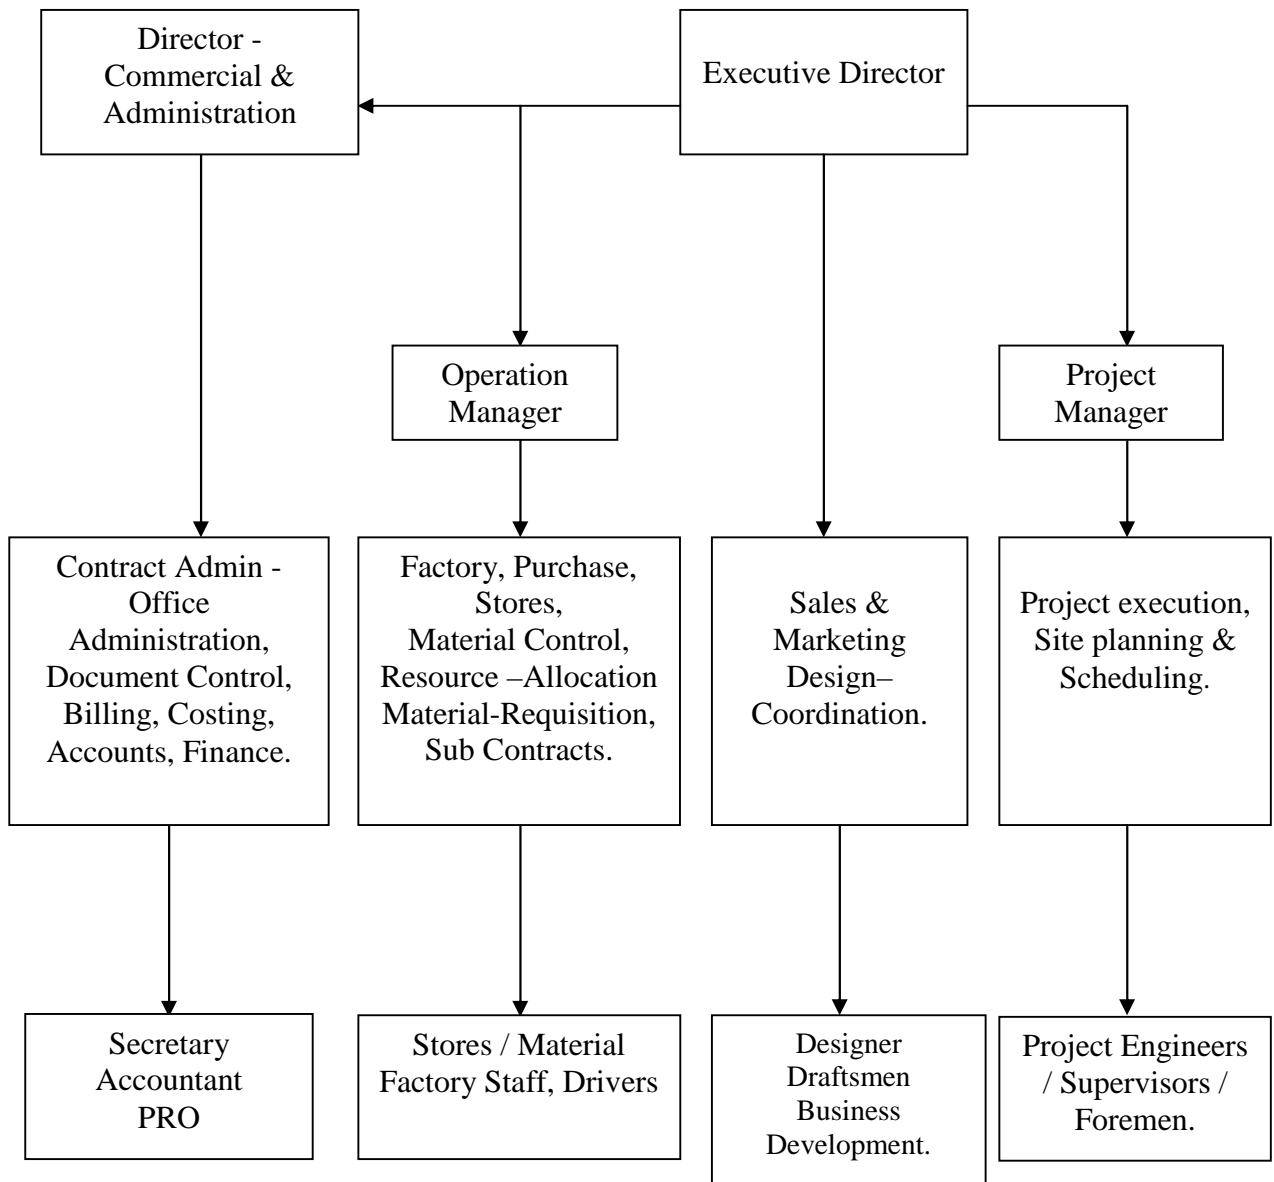 Director -
Commercial &
Administration
Executive Director
Operation
Manager
Project
Manager
Contract Admin -
Office
Administration,
Document Control,
Billing, Costing,
Accounts, Finance.
Factory, Purchase,
Stores,
Material Control,
Resource –Allocation
Material-Requisition,
Sub Contracts.
Sales &
Marketing
Design–
Coordination.
Project execution,
Site planning &
Scheduling.
Secretary
Accountant
PRO
Stores / Material
Factory Staff, Drivers
Designer
Draftsmen
Business
Development.
Project Engineers
/ Supervisors /
Foremen.